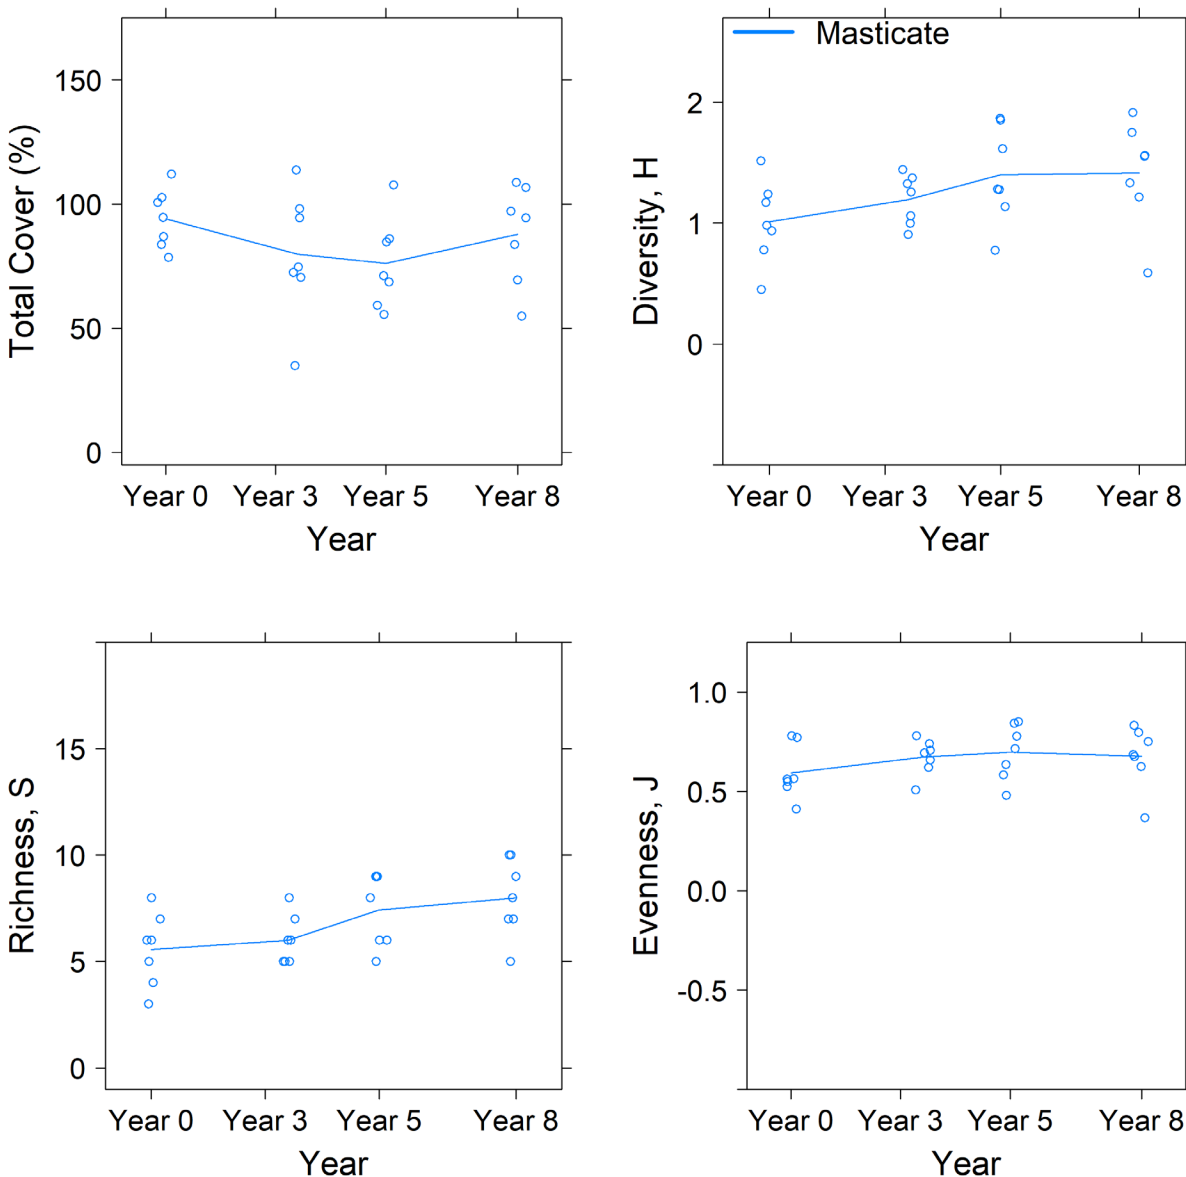 150
100
50
0
Total Cover (%)
Year 0 Year 3 Year 5 Year 8
Year
Masticate
2
1
0
Diversity, H
Year 0 Year 3 Year 5 Year 8
Year
15
10
5
0
Richness, S
Year 0 Year 3 Year 5 Year 8
Year
1.0
0.5
0.0
-0.5
Evenness, J
Year 0 Year 3 Year 5 Year 8
Year